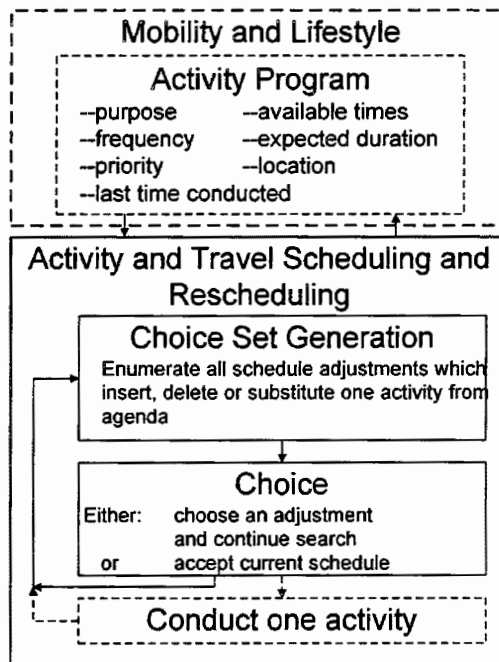 Mobility and Lifestyle
Activity Program
--purpose --available times
--frequency --expected duration
--priority --location
--last time conducted
Activity and Travel Scheduling and
Rescheduling
Choice Set Generation
Enumerate all schedule adjustments which
insert, delete or substitute one activity from
agenda
Choice
Either: choose an adjustment
and continue search
or accept current schedule
Conduct one activity